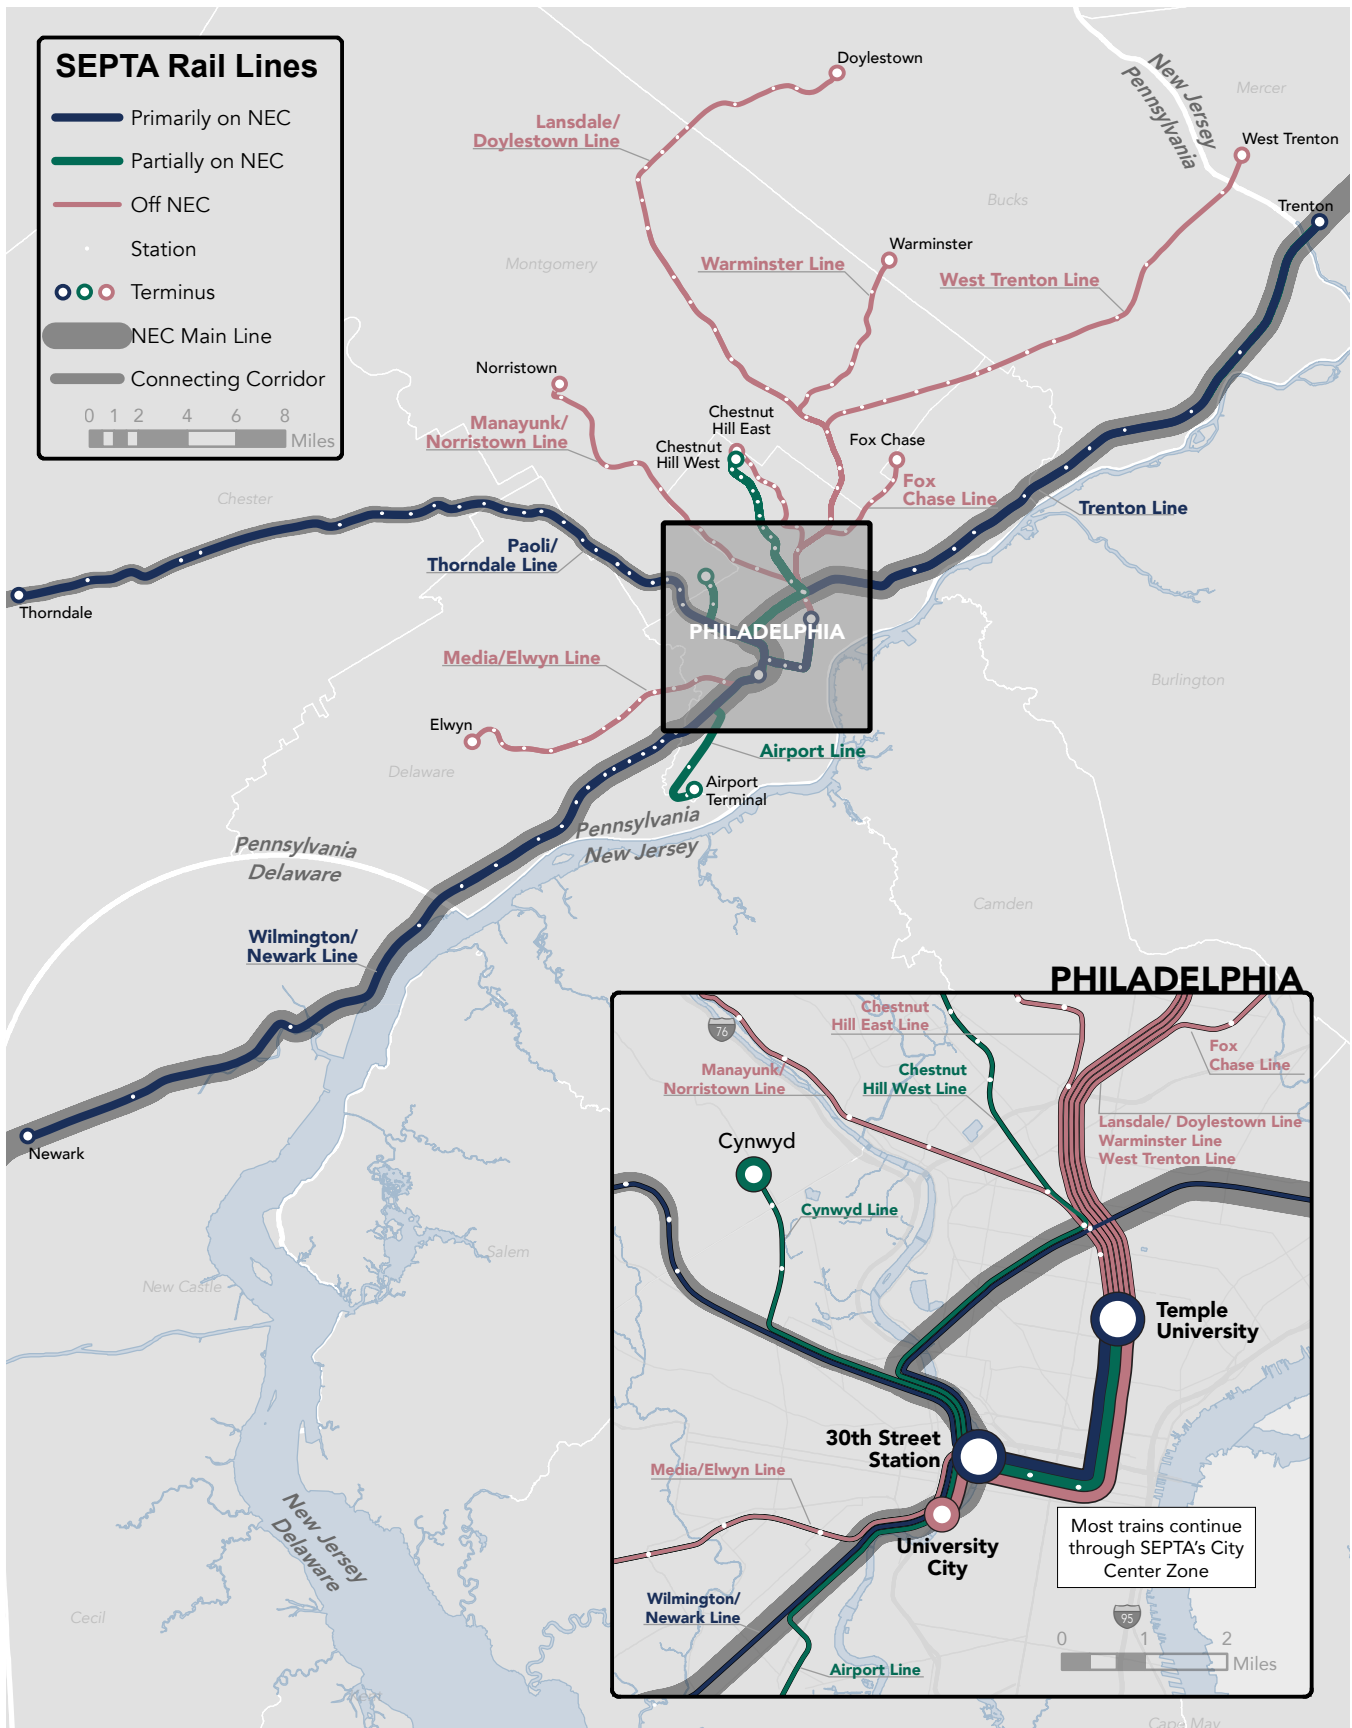 SEPTA Rail Lines
Primarily on NEC
Partially on NEC
Off NEC
Station
Terminus
NEC Main Line
Connecting Corridor
0 1 2 4 6 8
Miles
Doylestown
Lansdale/
Doylestown Line
New Jersey
Pennsylvania
Mercer
West Trenton
Trenton
Bucks
Montgomery
Warminster
Warminster Line
West Trenton Line
Norristown
Manayunk/
Norristown Line
Chestnut
Hill East
Chestnut
Hill West
Fox Chase
Fox
Chase Line
Trenton Line
Chester
Paoli/
Thorndale Line
Thorndale
PHILADELPHIA
Media/Elwyn Line
Burlington
Elwyn
Delaware
Airport Line
Airport
Terminal
Pennsylvania
New Jersey
Pennsylvania
Delaware
Camden
Wilmington/
Newark Line
Newark
Salem
New Castle
New Jersey
Delaware
Cecil
Cape May
PHILADELPHIA
76
Chestnut
Hill East Line
Manayunk/
Norristown Line
Chestnut
Hill West Line
Fox
Chase Line
Lansdale/ Doylestown Line
Warminster Line
West Trenton Line
Cynwyd
Cynwyd Line
Temple
University
30th Street
Station
Media/Elwyn Line
University
City
Most trains continue
through SEPTA's City
Center Zone
Wilmington/
Newark Line
Airport Line
95
0 1 2
Miles